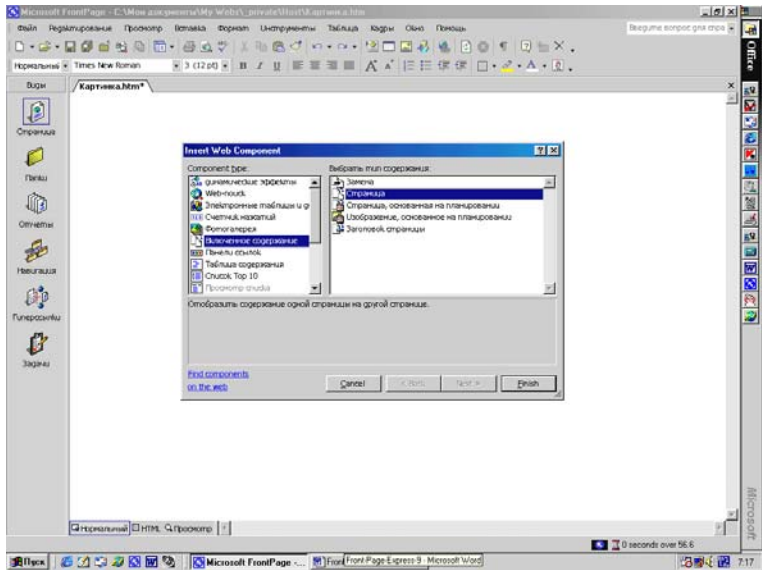 Microsoft FrontPage - C:\Мои документы\My Webs\_private\Host\Картинка.htm
Файл Редактирование Просмотр Вставка Формат Инструменты Таблица Кадры Окно Помощь
Введите вопрос для спра
Нормальный Times New Roman 3 (12 pt)
Office
Виды
Картинка.htm*
Страница
Папки
Отчеты
Навигация
Гиперссылки
Задачи
Insert Web Component
Component type:
динамические эффекты
Web-поиск
Электронные таблицы и д
Счетчик нажатий
Фотогалерея
Включенное содержание
Панели ссылок
Таблица содержания
Список Top 10
Просмотр списка
Выбрать тип содержания:
Замена
Страница
Страница, основанная на планировании
Изображение, основанное на планировании
Заголовок страницы
Отобразить содержание одной страницы на другой странице.
Find components
on the web
Cancel < Back Next > Finish
Microsoft
Нормальный HTML Просмотр
0 seconds over 56.6
Пуск
Microsoft FrontPage -...
Front-Page-Express-9 - Microsoft Word
7:17